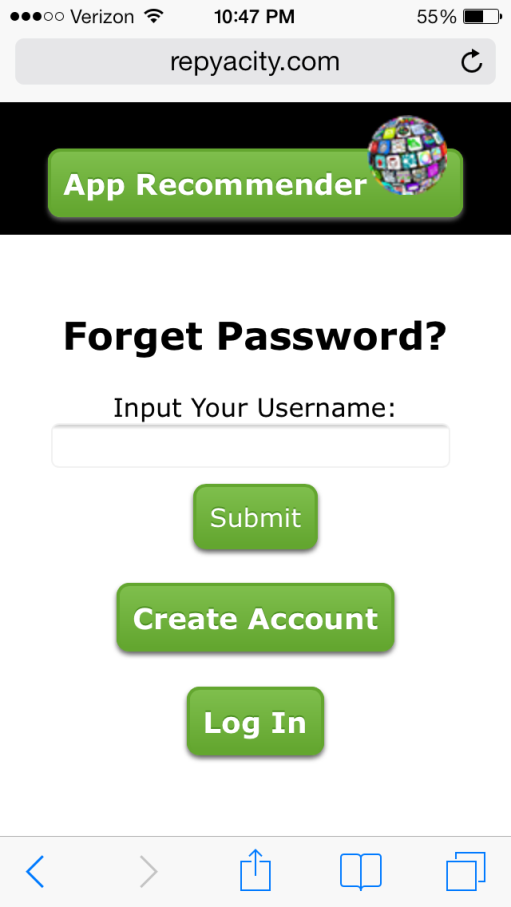 Verizon 10:47 PM 55%
repyacity.com
App Recommender
Forget Password?
Input Your Username:
Submit
Create Account
Log In